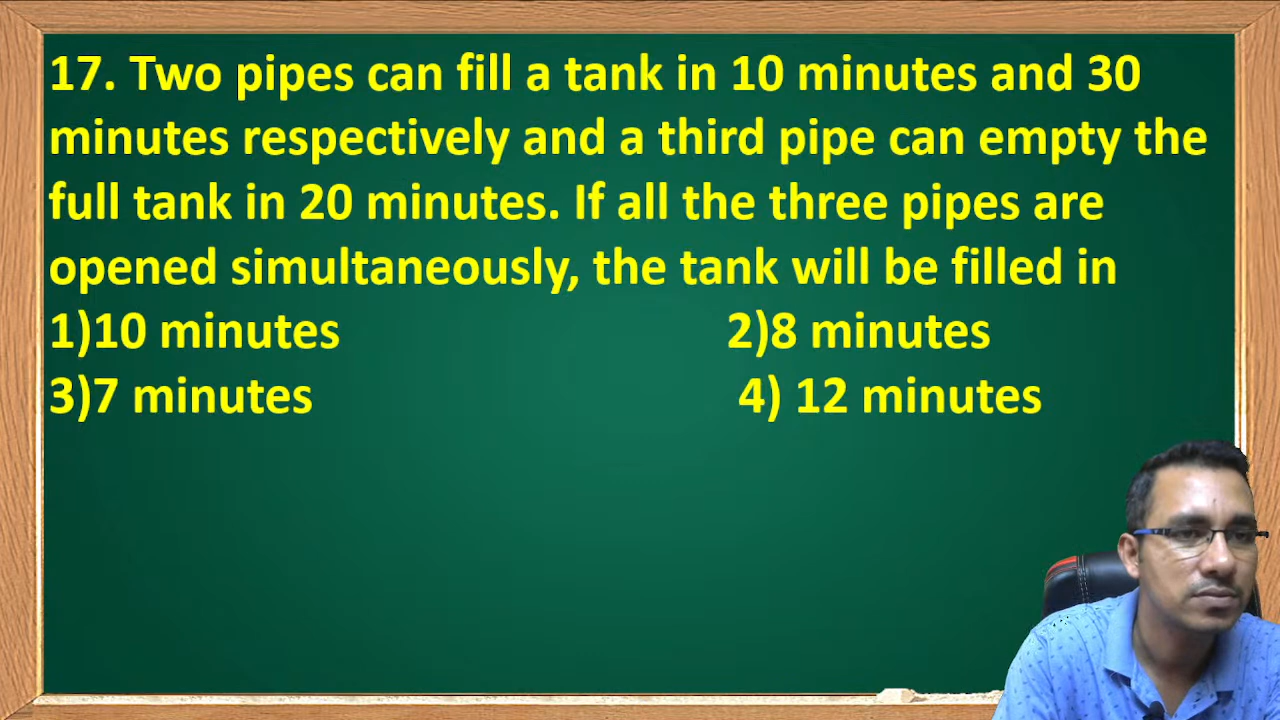 17. Two pipes can fill a tank in 10 minutes and 30
minutes respectively and a third pipe can empty the
full tank in 20 minutes. If all the three pipes are
opened simultaneously, the tank will be filled in
1)10 minutes 2)8 minutes
3)7 minutes 4) 12 minutes